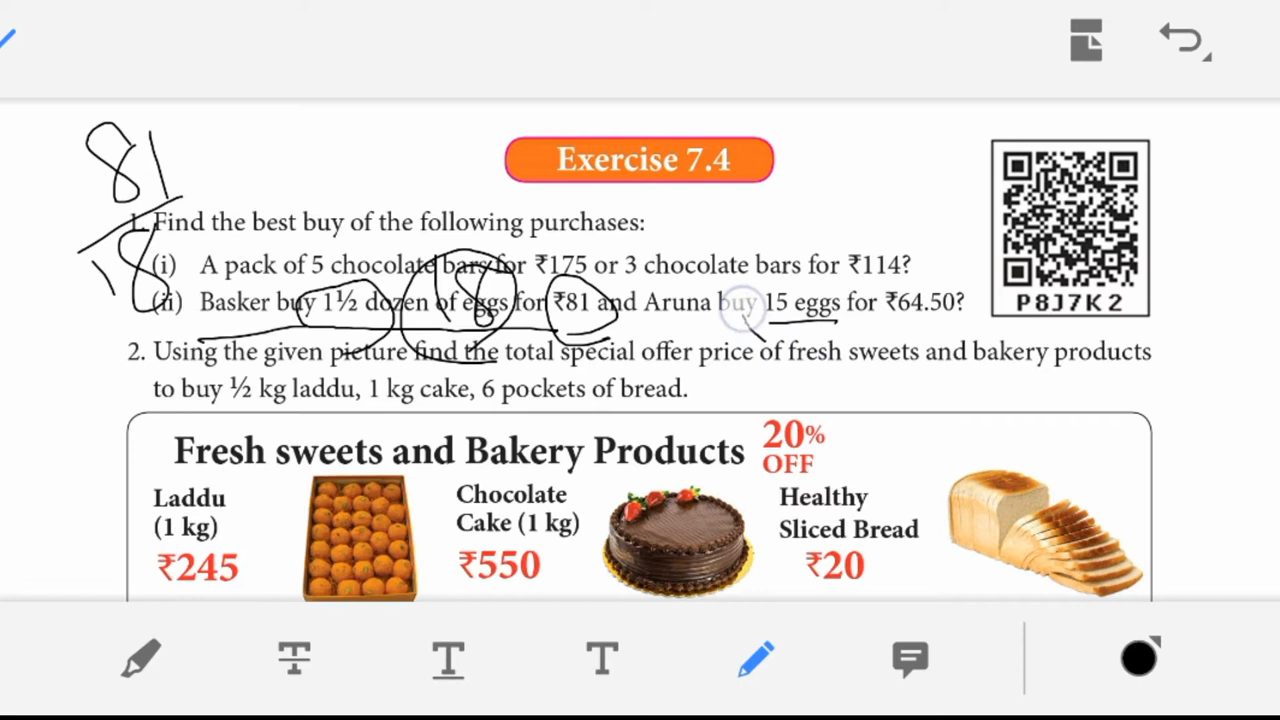 Exercise 7.4
81
18
1. Find the best buy of the following purchases:
(i) A pack of 5 chocolate bars for ₹175 or 3 chocolate bars for ₹114?
18
(ii) Basker buy 1½ dozen of eggs for ₹81 and Aruna buy 15 eggs for ₹64.50?
P8J7K2
2. Using the given picture find the total special offer price of fresh sweets and bakery products
to buy ½ kg laddu, 1 kg cake, 6 pockets of bread.
Fresh sweets and Bakery Products 20% OFF
Laddu
(1 kg)
₹245
Chocolate
Cake (1 kg)
₹550
Healthy
Sliced Bread
₹20
T
T
T